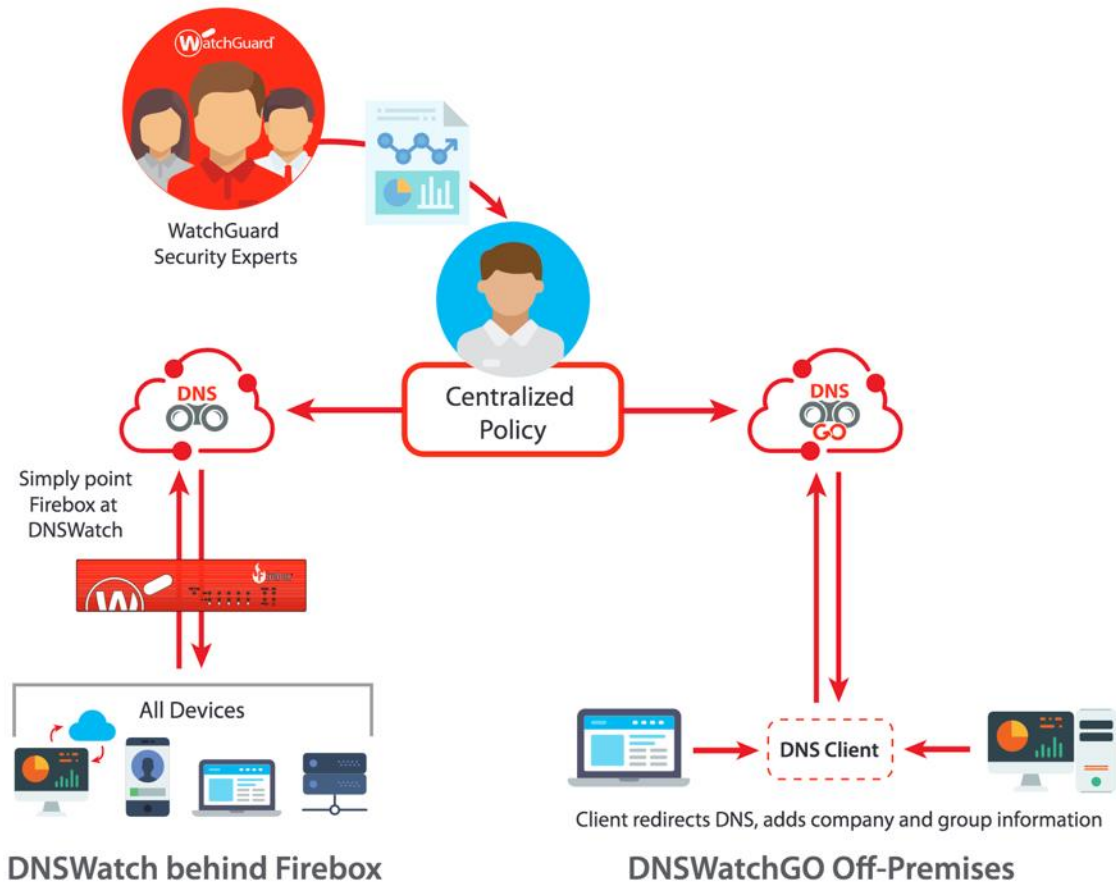 WatchGuard
WatchGuard
Security Experts
Centralized
Policy
DNS
DNS
GO
Simply point
Firebox at
DNSWatch
W
All Devices
DNS Client
Client redirects DNS, adds company and group information
DNSWatch behind Firebox
DNSWatchGO Off-Premises